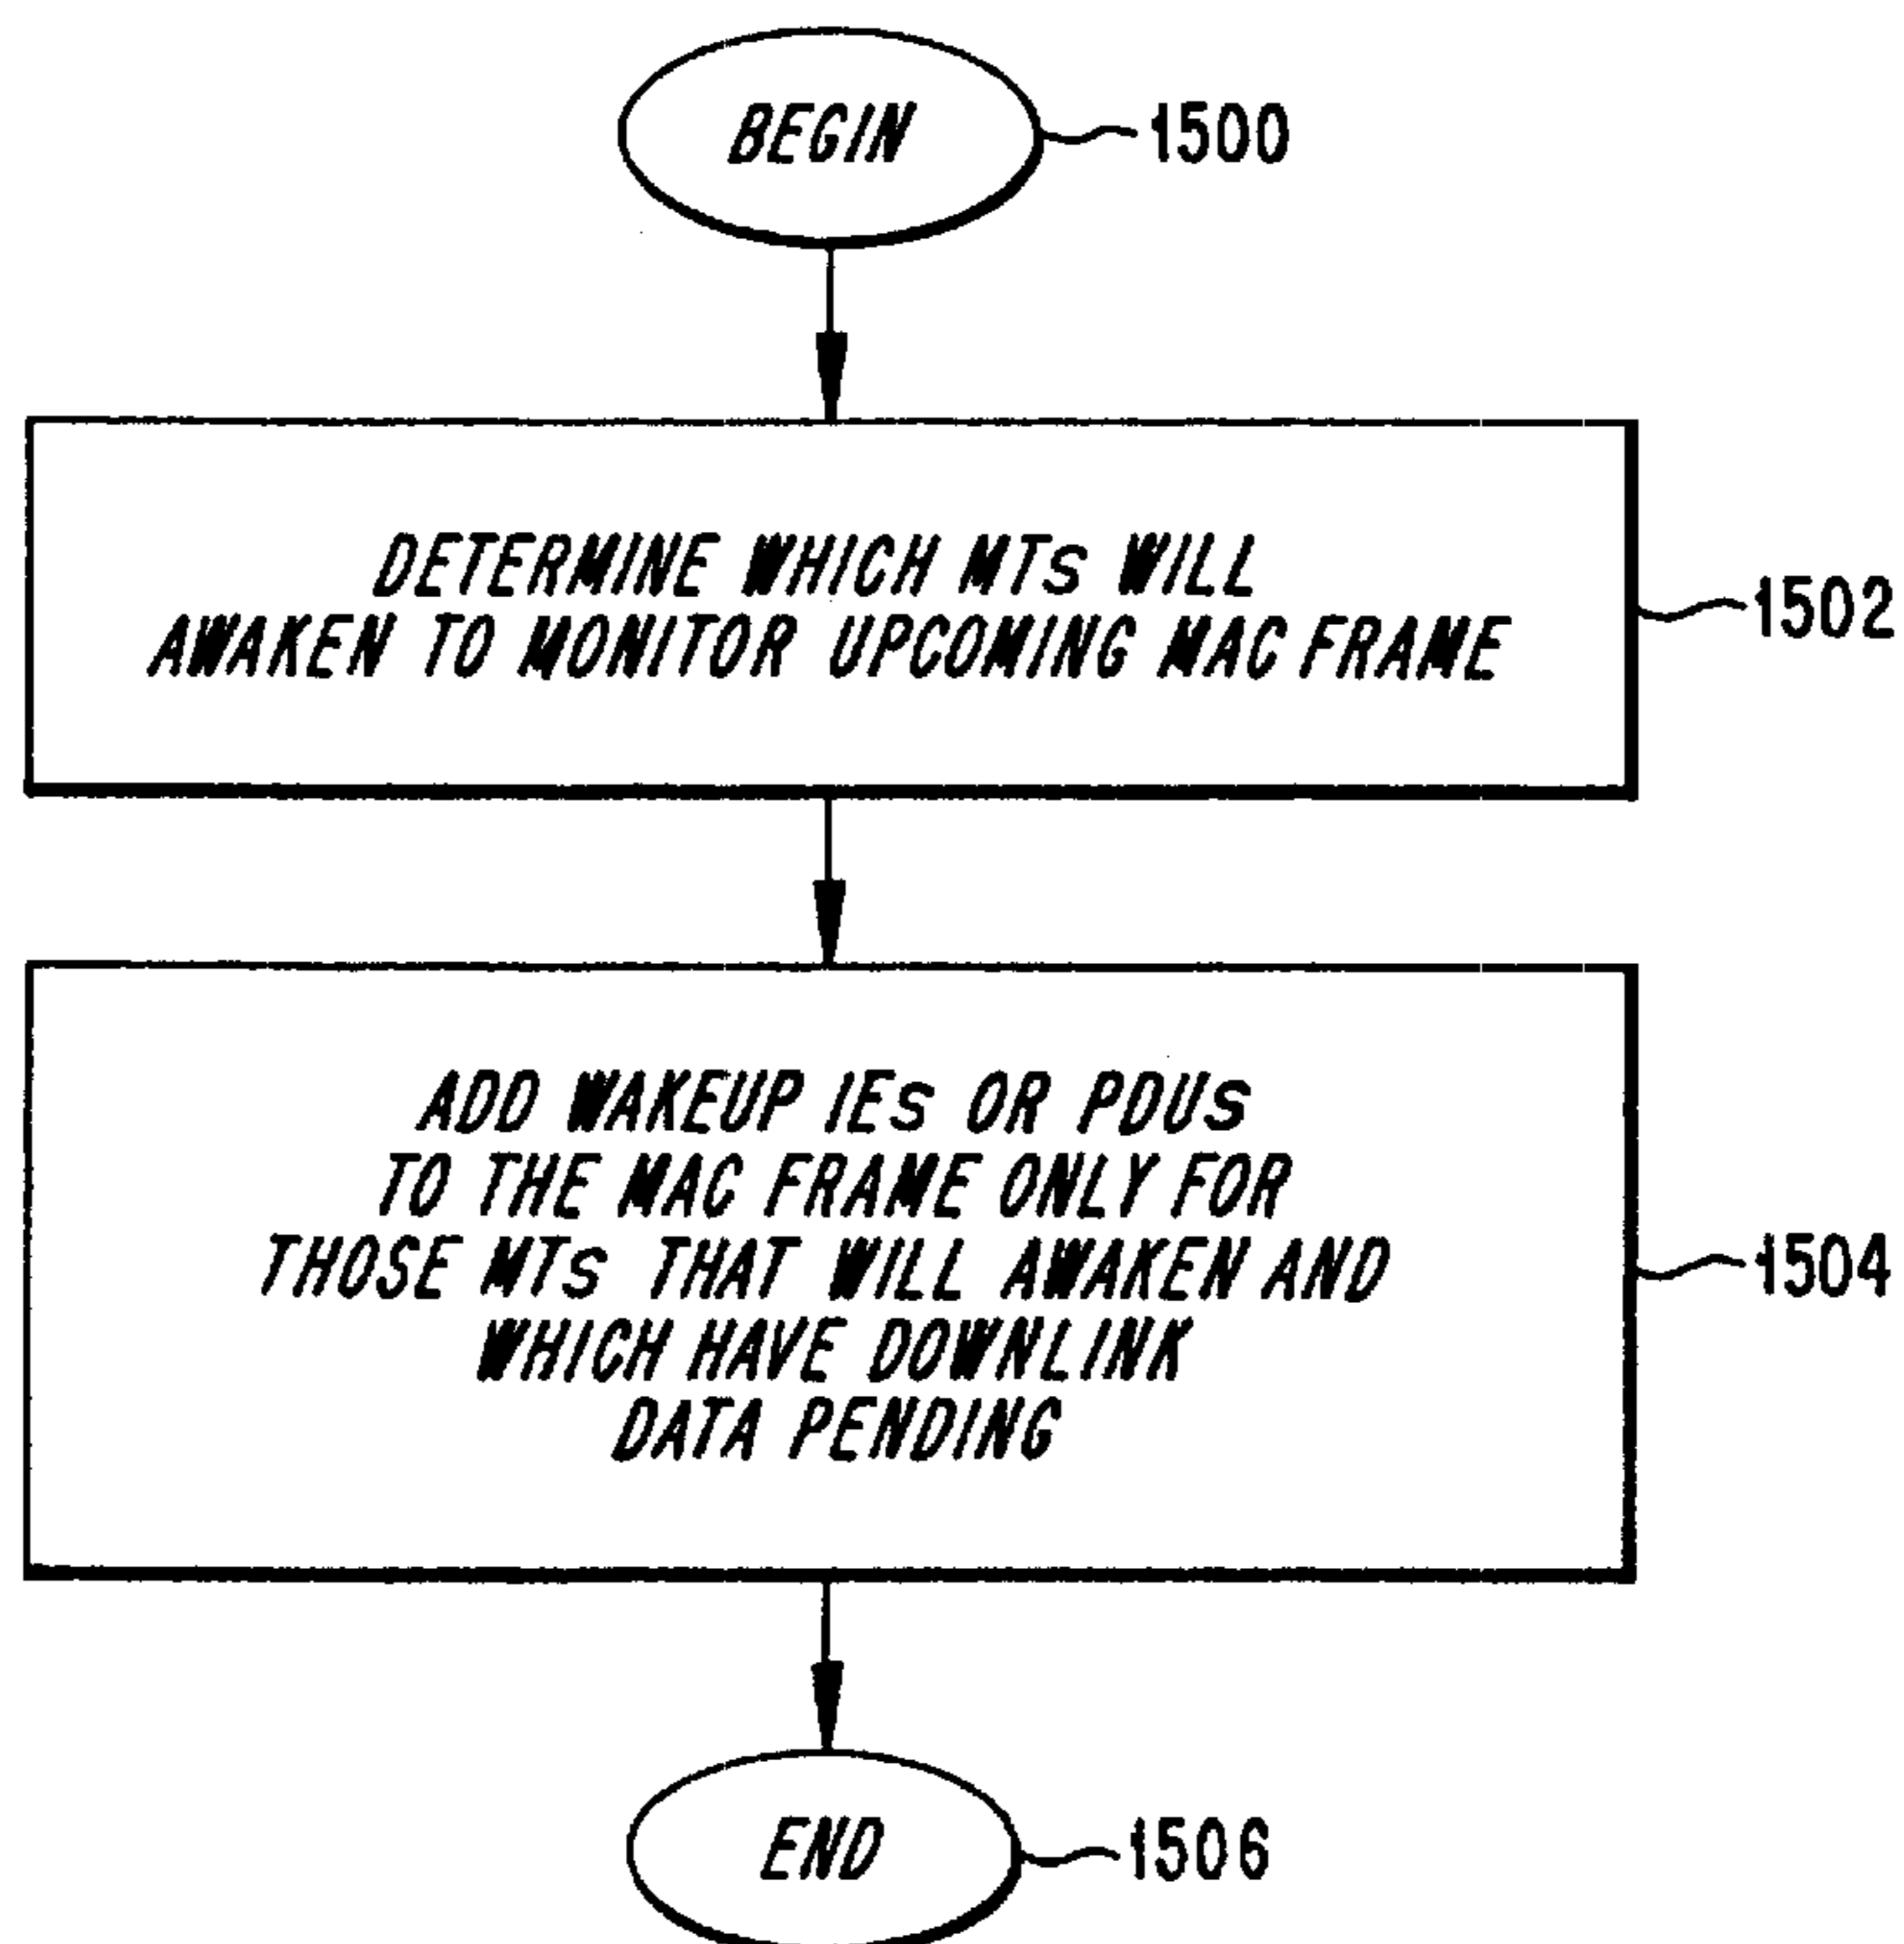 BEGIN
1500
DETERMINE WHICH MTs WILL
AWAKEN TO MONITOR UPCOMING MAC FRAME
1502
ADD WAKEUP IEs OR PDUs
TO THE MAC FRAME ONLY FOR
THOSE MTs THAT WILL AWAKEN AND
WHICH HAVE DOWNLINK
DATA PENDING
1504
END
1506